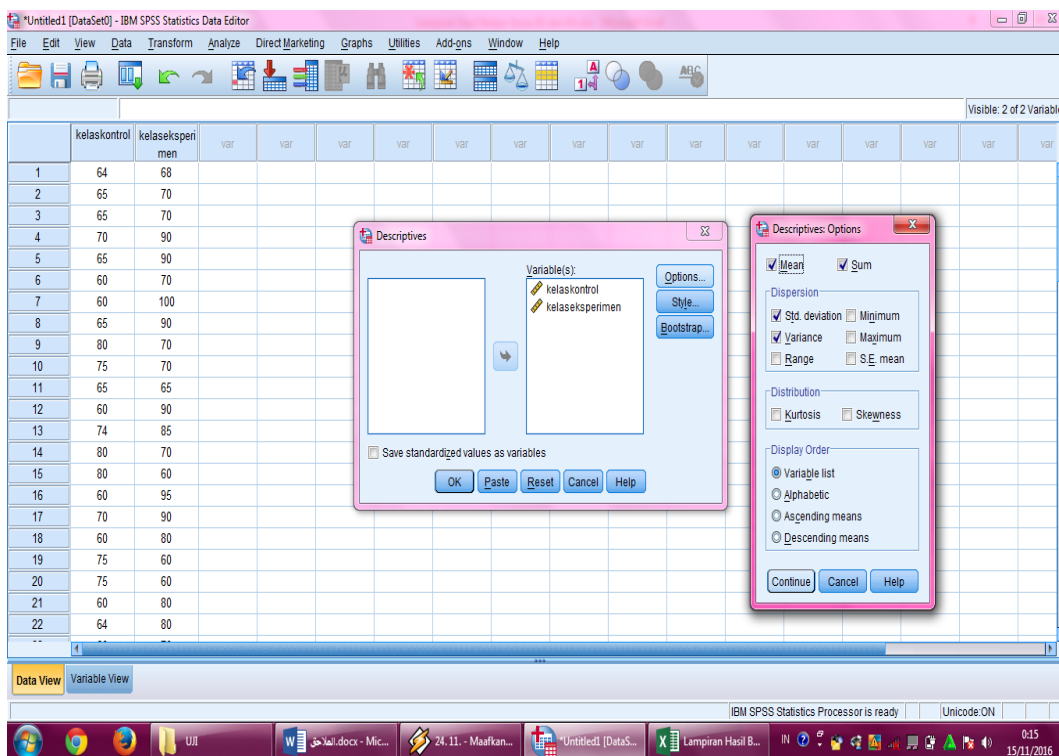 *Untitled1 [DataSet0] - IBM SPSS Statistics Data Editor
File Edit View Data Transform Analyze Direct Marketing Graphs Utilities Add-ons Window Help
Visible: 2 of 2 Variable
kelaskontrol kelaseksperi
men
var var var var var var var var var var var var var var var
1 64 68
2 65 70
3 65 70
4 70 90
5 65 90
6 60 70
7 60 100
8 65 90
9 80 70
10 75 70
11 65 65
12 60 90
13 74 85
14 80 70
15 80 60
16 60 95
17 70 90
18 60 80
19 75 60
20 75 60
21 60 80
22 64 80
Descriptives
Variable(s):
kelaskontrol
kelaseksperimen
Options...
Style...
Bootstrap...
Save standardized values as variables
OK Paste Reset Cancel Help
Descriptives: Options
Mean Sum
Dispersion
Std. deviation Minimum
Variance Maximum
Range S.E. mean
Distribution
Kurtosis Skewness
Display Order
Variable list
Alphabetic
Ascending means
Descending means
Continue Cancel Help
Data View Variable View
IBM SPSS Statistics Processor is ready Unicode:ON
UJI
الملاحق.docx - Mic...
24. 11. - Maafkan...
*Untitled1 [DataS...
Lampiran Hasil B...
IN
0:15